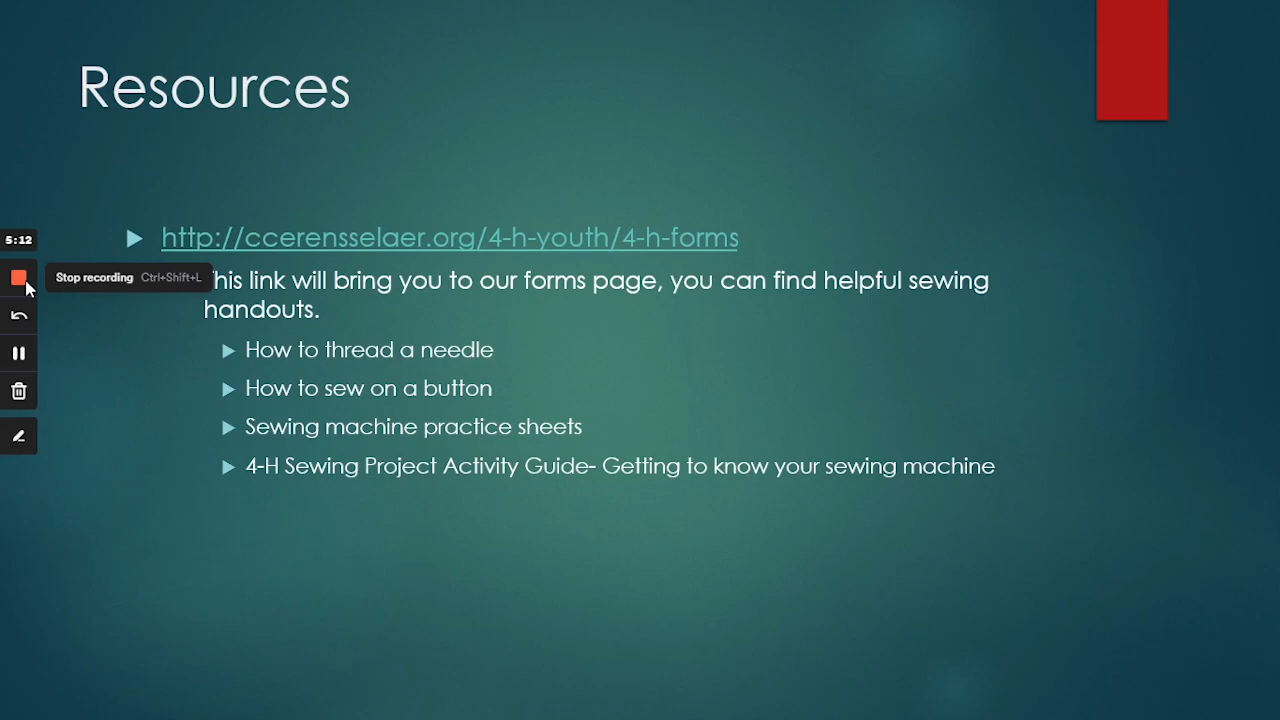 Resources
http://ccerensselaer.org/4-h-youth/4-h-forms
5:12
Stop recording Ctrl+Shift+L
his link will bring you to our forms page, you can find helpful sewing
handouts.
How to thread a needle
How to sew on a button
Sewing machine practice sheets
4-H Sewing Project Activity Guide- Getting to know your sewing machine